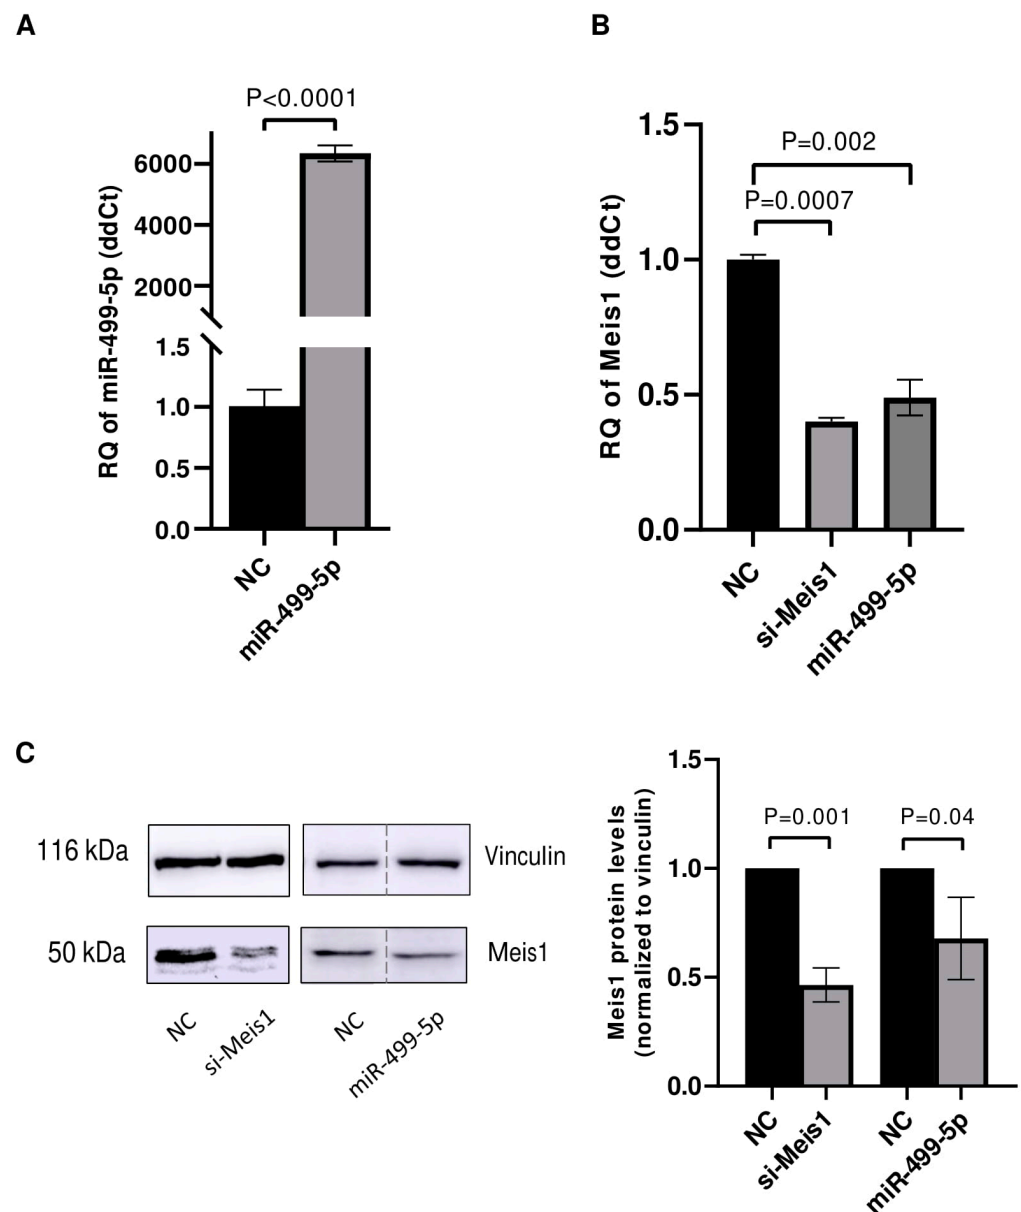 A
P<0.0001
RQ of miR-499-5p (ddCt)
6000
4000
2000
1.5
1.0
0.5
0.0
NC
miR-499-5p
B
P=0.002
P=0.0007
RQ of Meis1 (ddCt)
1.5
1.0
0.5
0.0
NC
si-Meis1
miR-499-5p
C
116 kDa
Vinculin
50 kDa
Meis1
NC
si-Meis1
NC
miR-499-5p
Meis1 protein levels
(normalized to vinculin)
1.5
P=0.001
P=0.04
1.0
0.5
0.0
NC
si-Meis1
NC
miR-499-5p